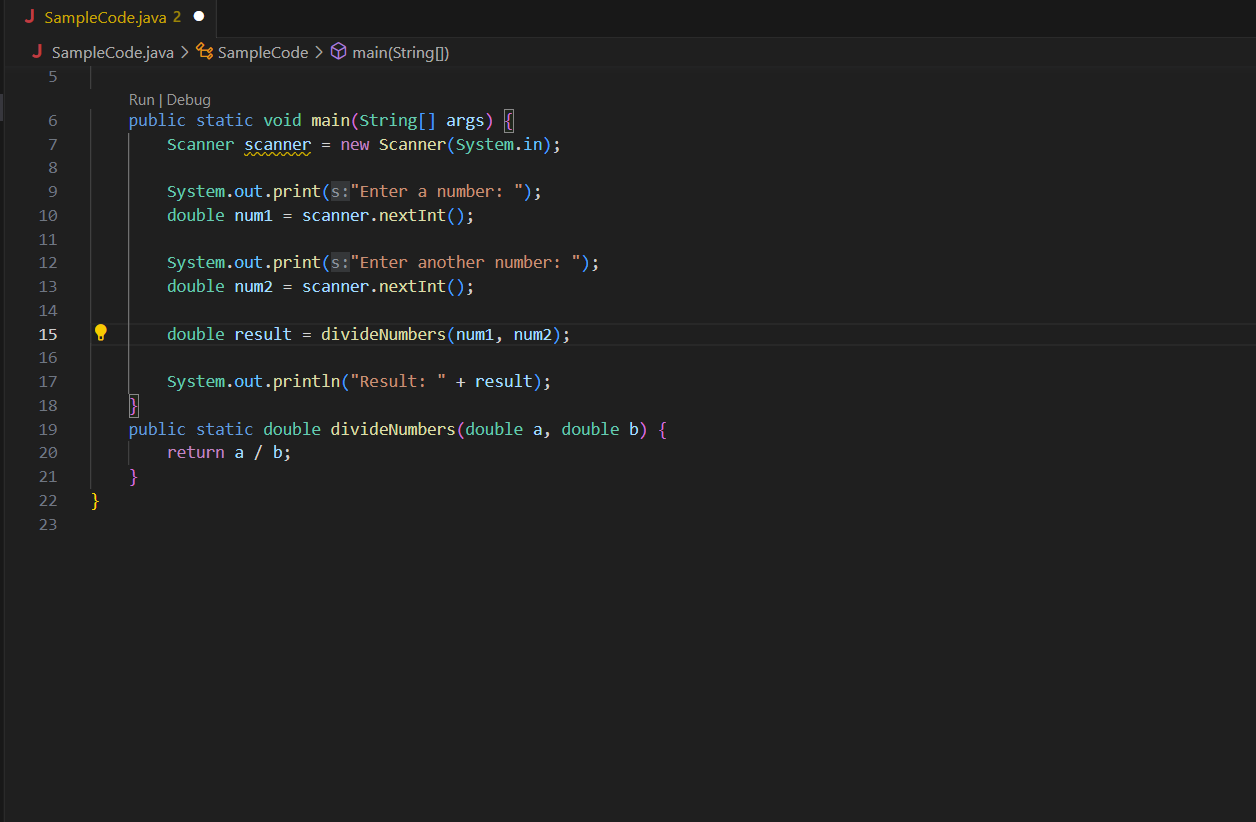 SampleCode.java 2
SampleCode.java > SampleCode > main(String[])
5
Run | Debug
6 public static void main(String[] args) {
7 Scanner scanner = new Scanner(System.in);
8
9 System.out.print(s:"Enter a number: ");
10 double num1 = scanner.nextInt();
11
12 System.out.print(s:"Enter another number: ");
13 double num2 = scanner.nextInt();
14
15 double result = divideNumbers(num1, num2);
16
17 System.out.println("Result: " + result);
18 }
19 public static double divideNumbers(double a, double b) {
20 return a / b;
21 }
22 }
23